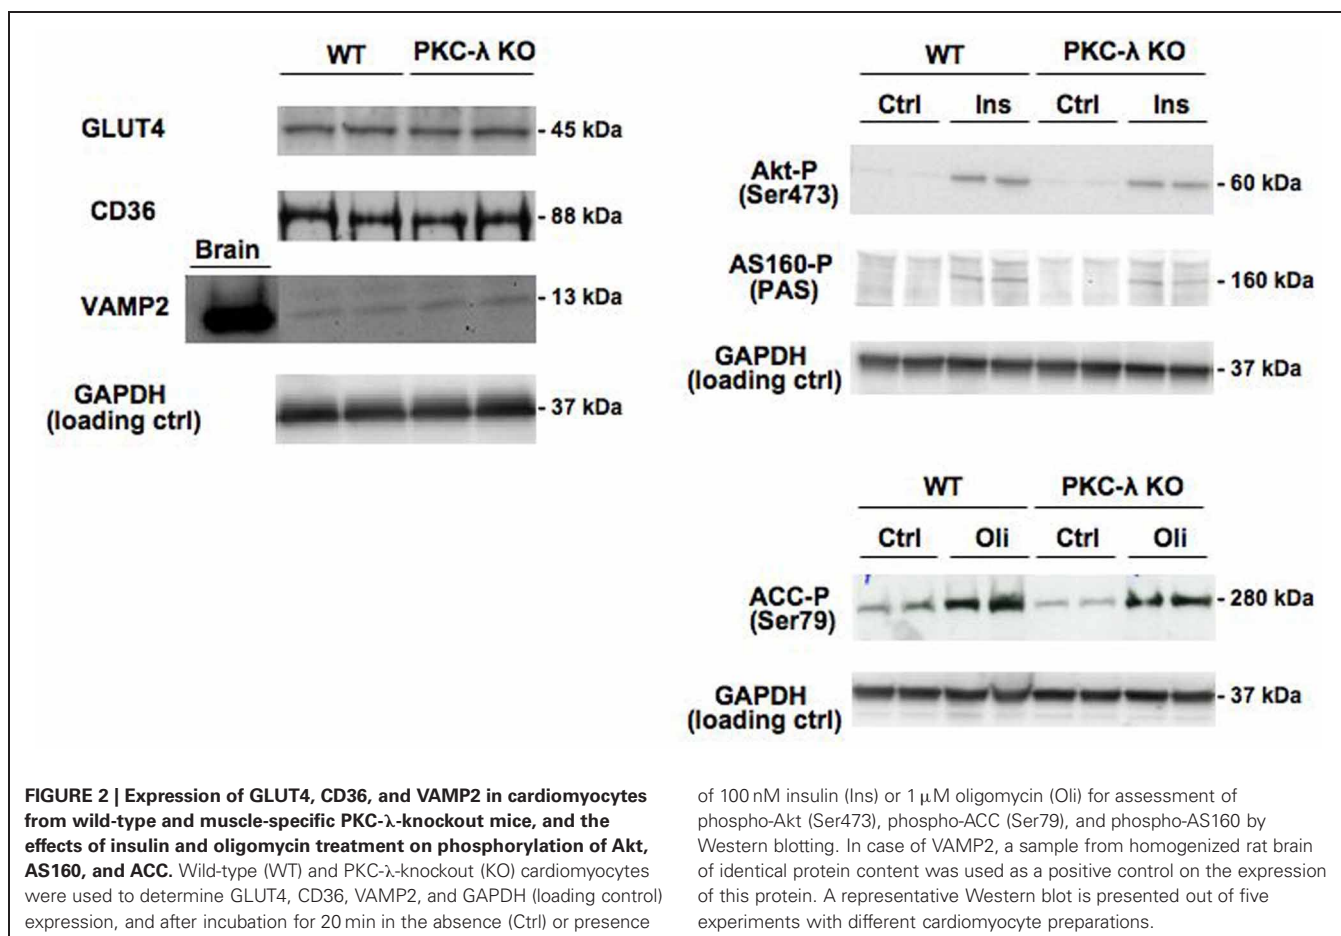 WT PKC-λ KO
GLUT4 - 45 kDa
CD36 - 88 kDa
Brain
VAMP2 - 13 kDa
GAPDH
(loading ctrl) - 37 kDa
WT PKC-λ KO
Ctrl Ins Ctrl Ins
Akt-P
(Ser473) - 60 kDa
AS160-P
(PAS) - 160 kDa
GAPDH
(loading ctrl) - 37 kDa
WT PKC-λ KO
Ctrl Oli Ctrl Oli
ACC-P
(Ser79) - 280 kDa
GAPDH
(loading ctrl) - 37 kDa
FIGURE 2 | Expression of GLUT4, CD36, and VAMP2 in cardiomyocytes
from wild-type and muscle-specific PKC-λ-knockout mice, and the
effects of insulin and oligomycin treatment on phosphorylation of Akt,
AS160, and ACC. Wild-type (WT) and PKC-λ-knockout (KO) cardiomyocytes
were used to determine GLUT4, CD36, VAMP2, and GAPDH (loading control)
expression, and after incubation for 20 min in the absence (Ctrl) or presence
of 100 nM insulin (Ins) or 1 μM oligomycin (Oli) for assessment of
phospho-Akt (Ser473), phospho-ACC (Ser79), and phospho-AS160 by
Western blotting. In case of VAMP2, a sample from homogenized rat brain
of identical protein content was used as a positive control on the expression
of this protein. A representative Western blot is presented out of five
experiments with different cardiomyocyte preparations.